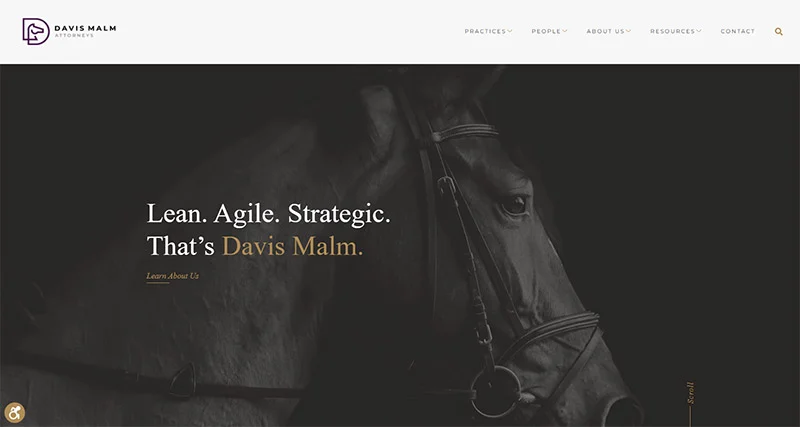 DAVIS MALM
ATTORNEYS
PRACTICES
PEOPLE
ABOUT US
RESOURCES
CONTACT
Lean. Agile. Strategic.
That’s Davis Malm.
Learn About Us
Scroll